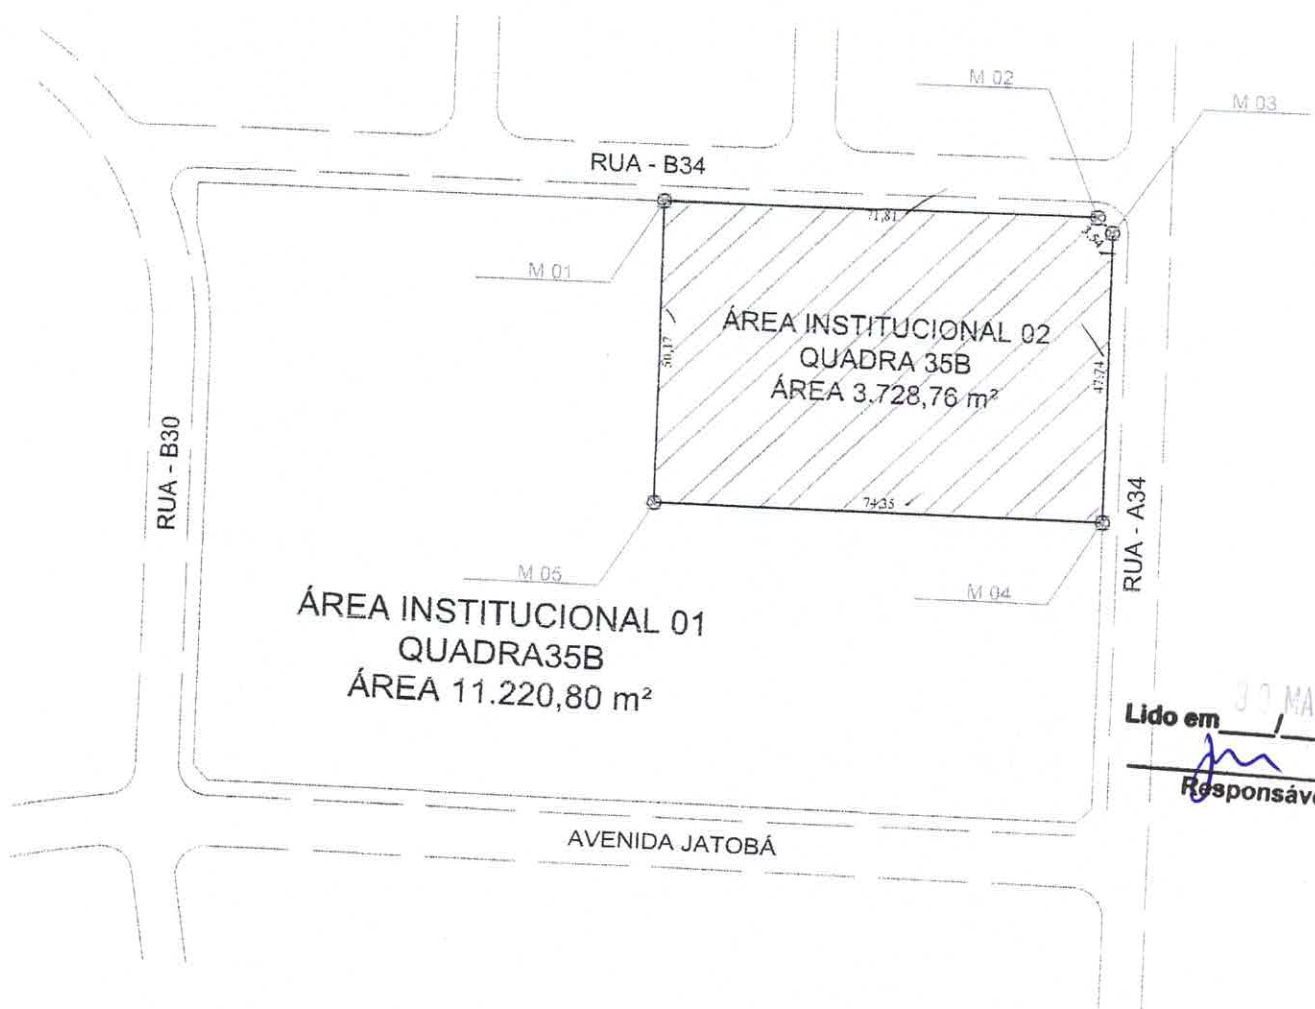 M 02
M 03
RUA - B34
71,81
3,54
M 01
ÁREA INSTITUCIONAL 02
QUADRA 35B
ÁREA 3.728,76 m²
50,17
47,74
RUA - B30
74,35
RUA - A34
M 05
M 04
ÁREA INSTITUCIONAL 01
QUADRA35B
ÁREA 11.220,80 m²
Lido em / MA
Responsáve
AVENIDA JATOBÁ